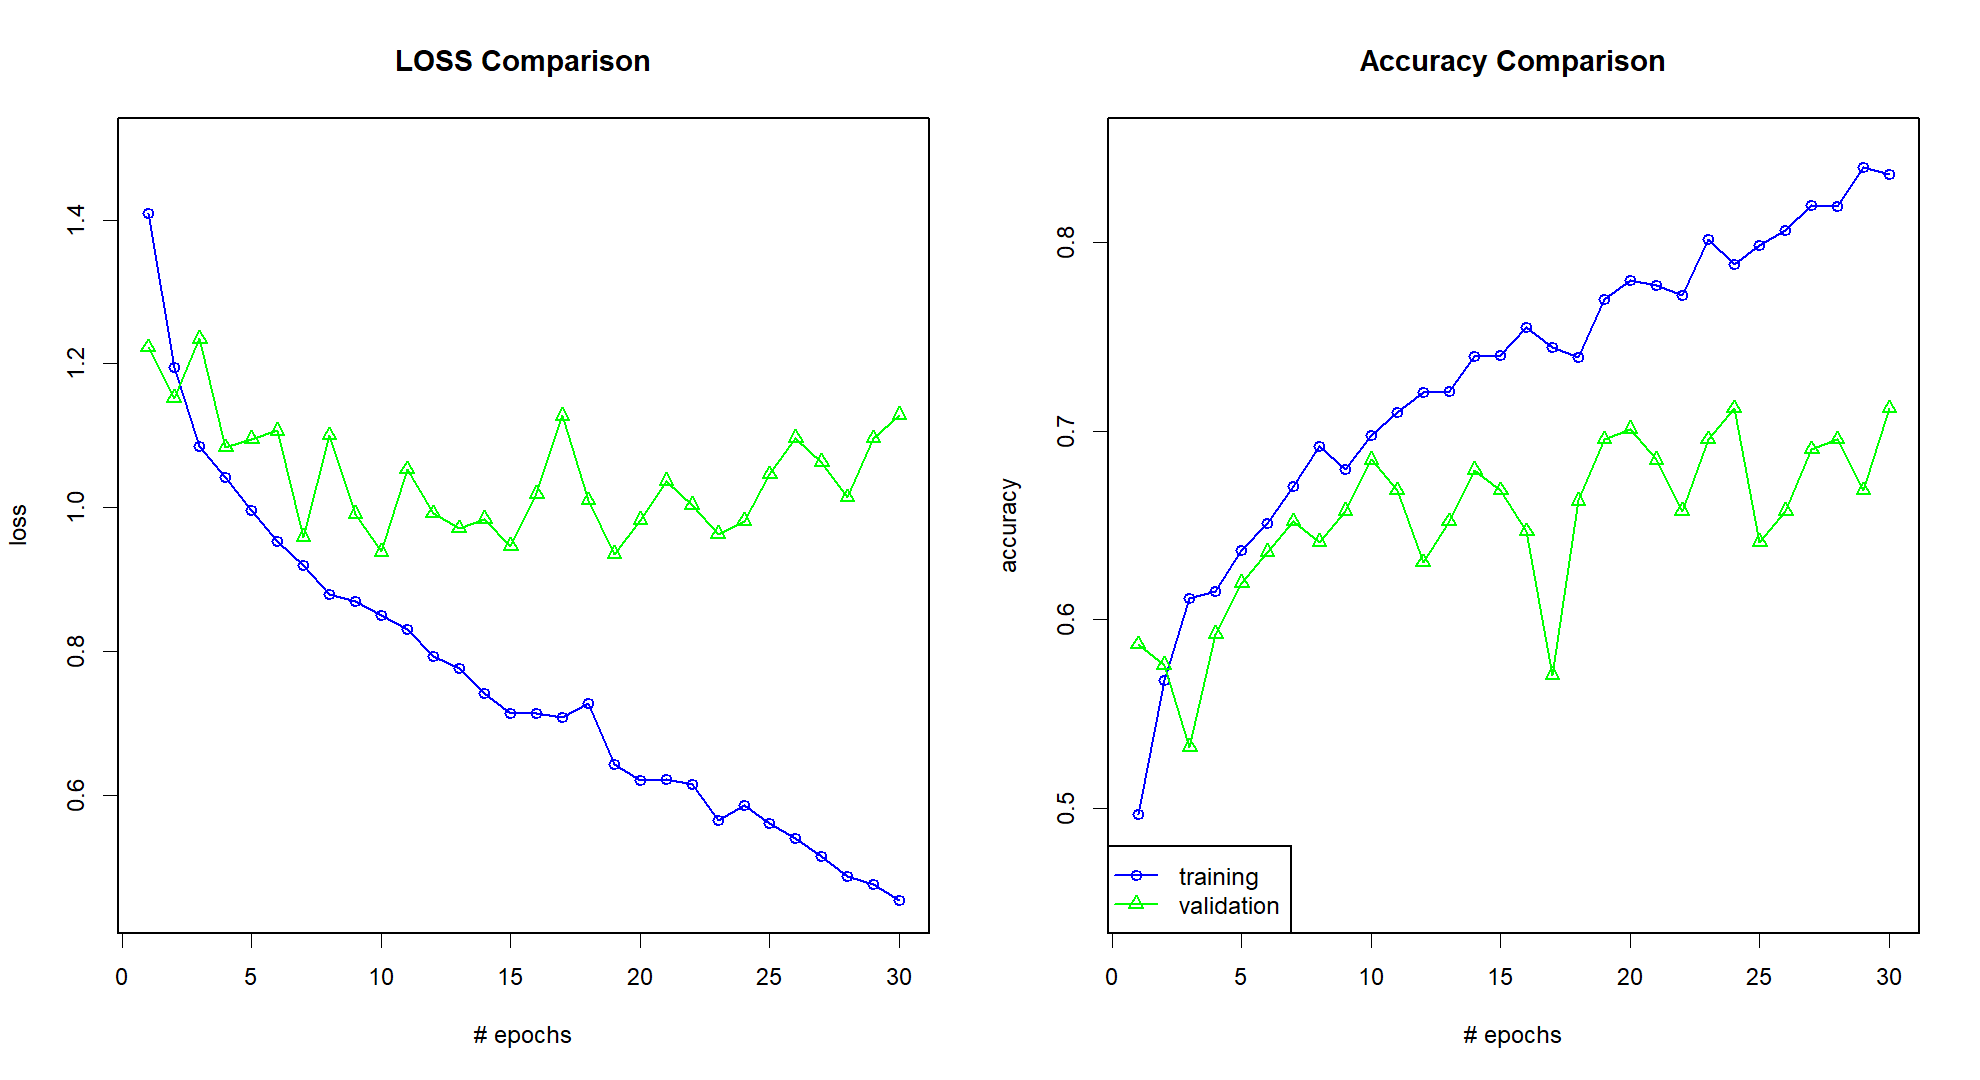 LOSS Comparison
loss
1.4
1.2
1.0
0.8
0.6
0 5 10 15 20 25 30
# epochs
Accuracy Comparison
accuracy
0.8
0.7
0.6
0.5
training
validation
0 5 10 15 20 25 30
# epochs